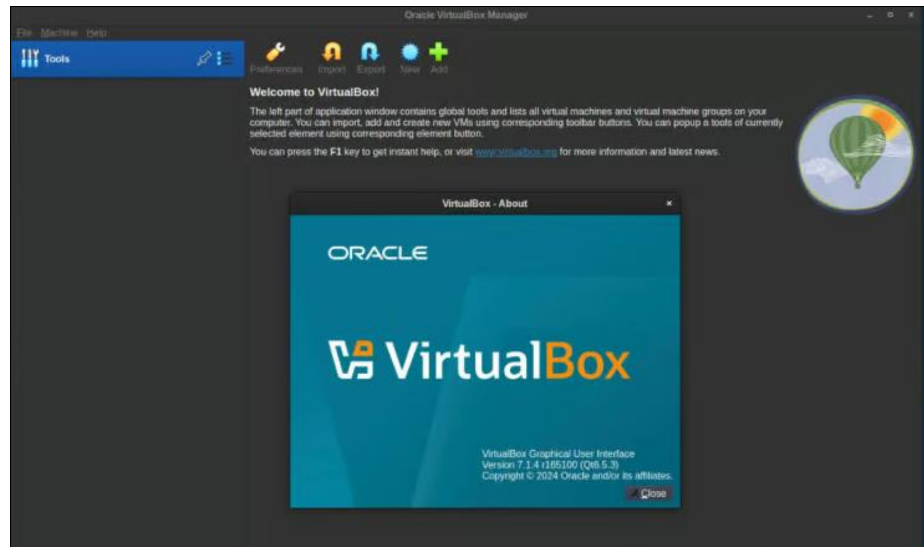 Oracle VirtualBox Manager
File Machine Help
Tools
Preferences Import Export New Add
Welcome to VirtualBox!
The left part of application window contains global tools and lists all virtual machines and virtual machine groups on your
computer. You can import, add and create new VMs using corresponding toolbar buttons. You can popup a tools of currently
selected element using corresponding element button.
You can press the F1 key to get instant help, or visit www.virtualbox.org for more information and latest news.
VirtualBox - About
ORACLE
VirtualBox
VirtualBox Graphical User Interface
Version 7.1.4 r165100 (Qt6.5.3)
Copyright © 2024 Oracle and/or its affiliates.
Close